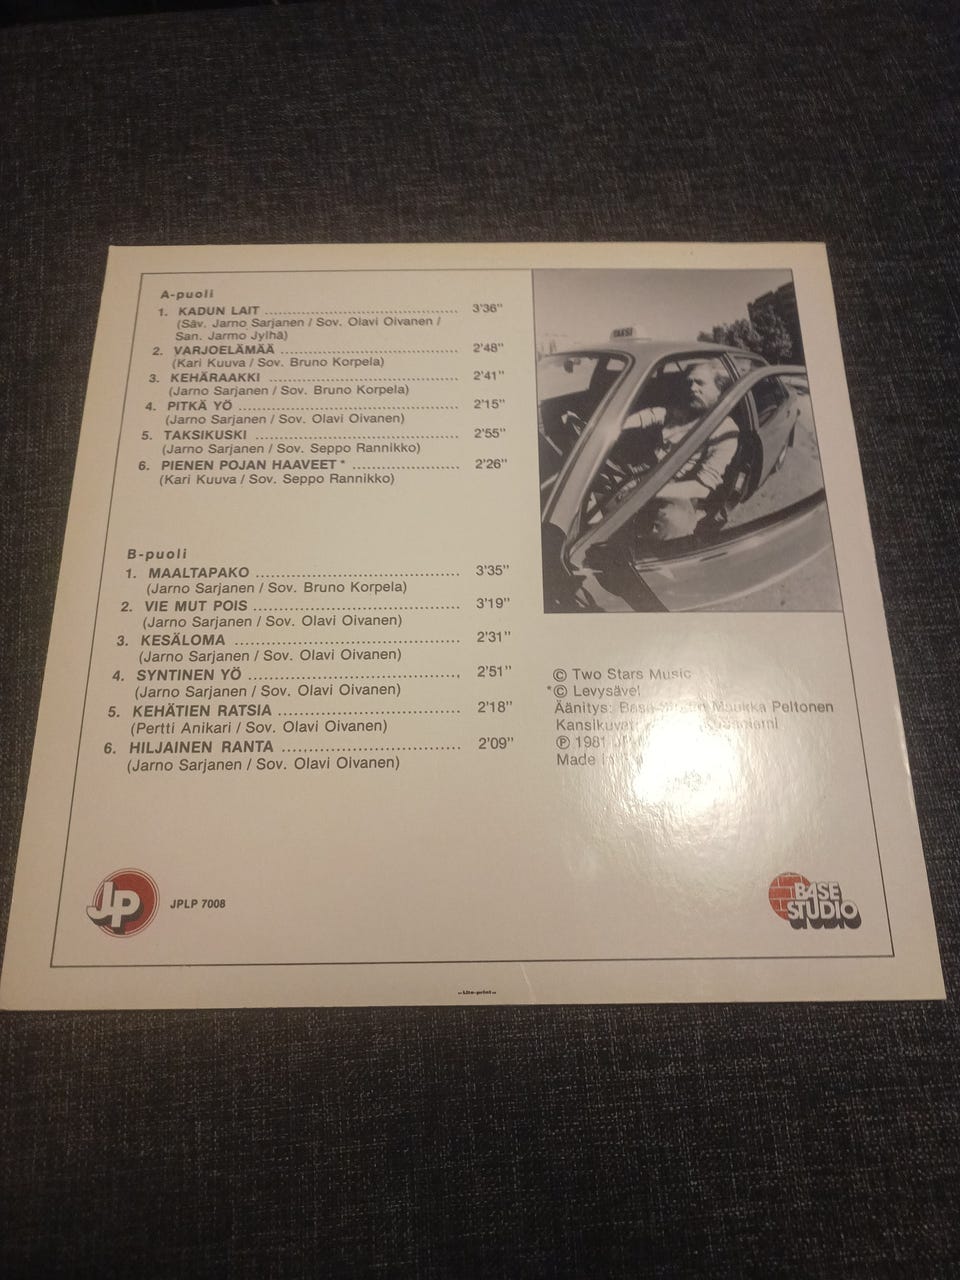 A-puoli
1. KADUN LAIT ........................................ 3'36"
(Säv. Jarno Sarjanen / Sov. Olavi Oivanen /
San. Jarmo Jylhä)
2. VARJOELÄMÄÄ .................................. 2'48"
(Kari Kuuva / Sov. Bruno Korpela)
3. KEHÄRAAKKI .................................... 2'41"
(Jarno Sarjanen / Sov. Bruno Korpela)
4. PITKÄ YÖ .......................................... 2'15"
(Jarno Sarjanen / Sov. Olavi Oivanen)
5. TAKSIKUSKI ...................................... 2'55"
(Jarno Sarjanen / Sov. Seppo Rannikko)
6. PIENEN POJAN HAAVEET * .................... 2'26"
(Kari Kuuva / Sov. Seppo Rannikko)
B-puoli
1. MAALTAPAKO ...................................... 3'35"
(Jarno Sarjanen / Sov. Bruno Korpela)
2. VIE MUT POIS ...................................... 3'19"
(Jarno Sarjanen / Sov. Olavi Oivanen)
3. KESÄLOMA ......................................... 2'31"
(Jarno Sarjanen / Sov. Olavi Oivanen)
4. SYNTINEN YÖ ...................................... 2'51"
(Jarno Sarjanen / Sov. Olavi Oivanen)
5. KEHÄTIEN RATSIA ................................. 2'18"
(Pertti Anikari / Sov. Olavi Oivanen)
6. HILJAINEN RANTA ................................ 2'09"
(Jarno Sarjanen / Sov. Olavi Oivanen)
TAKSI
© Two Stars Music
*© Levysävel
Äänitys: Base Peltonen
Kansikuvat:
℗ 1981
Made in
JP JPLP 7008
BASE
STUDIO
Lito-print